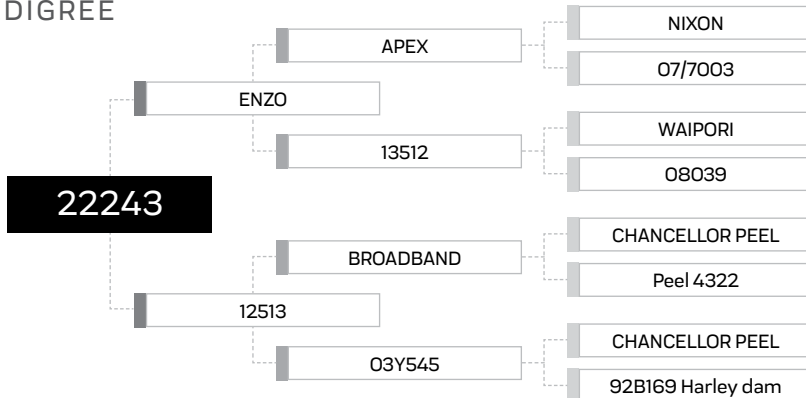 DIGREE
NIXON
APEX
07/7003
ENZO
WAIPORI
13512
08039
22243
CHANCELLOR PEEL
BROADBAND
Peel 4322
12513
CHANCELLOR PEEL
03Y545
92B169 Harley dam